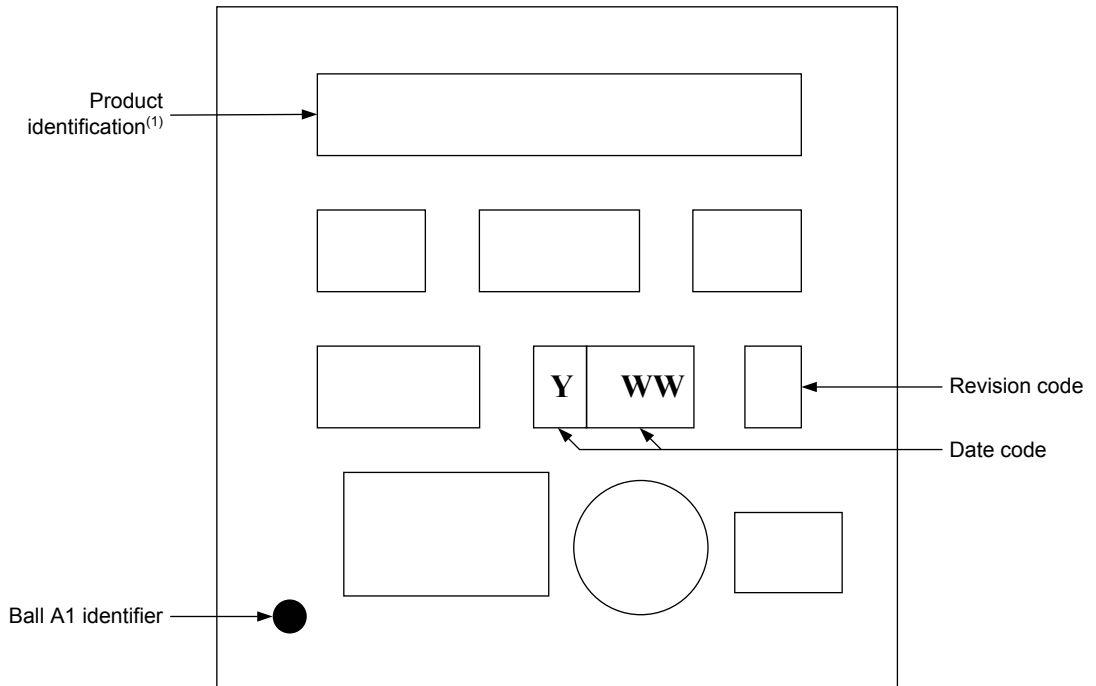 Product
identification(1)
Y WW
Revision code
Date code
Ball A1 identifier